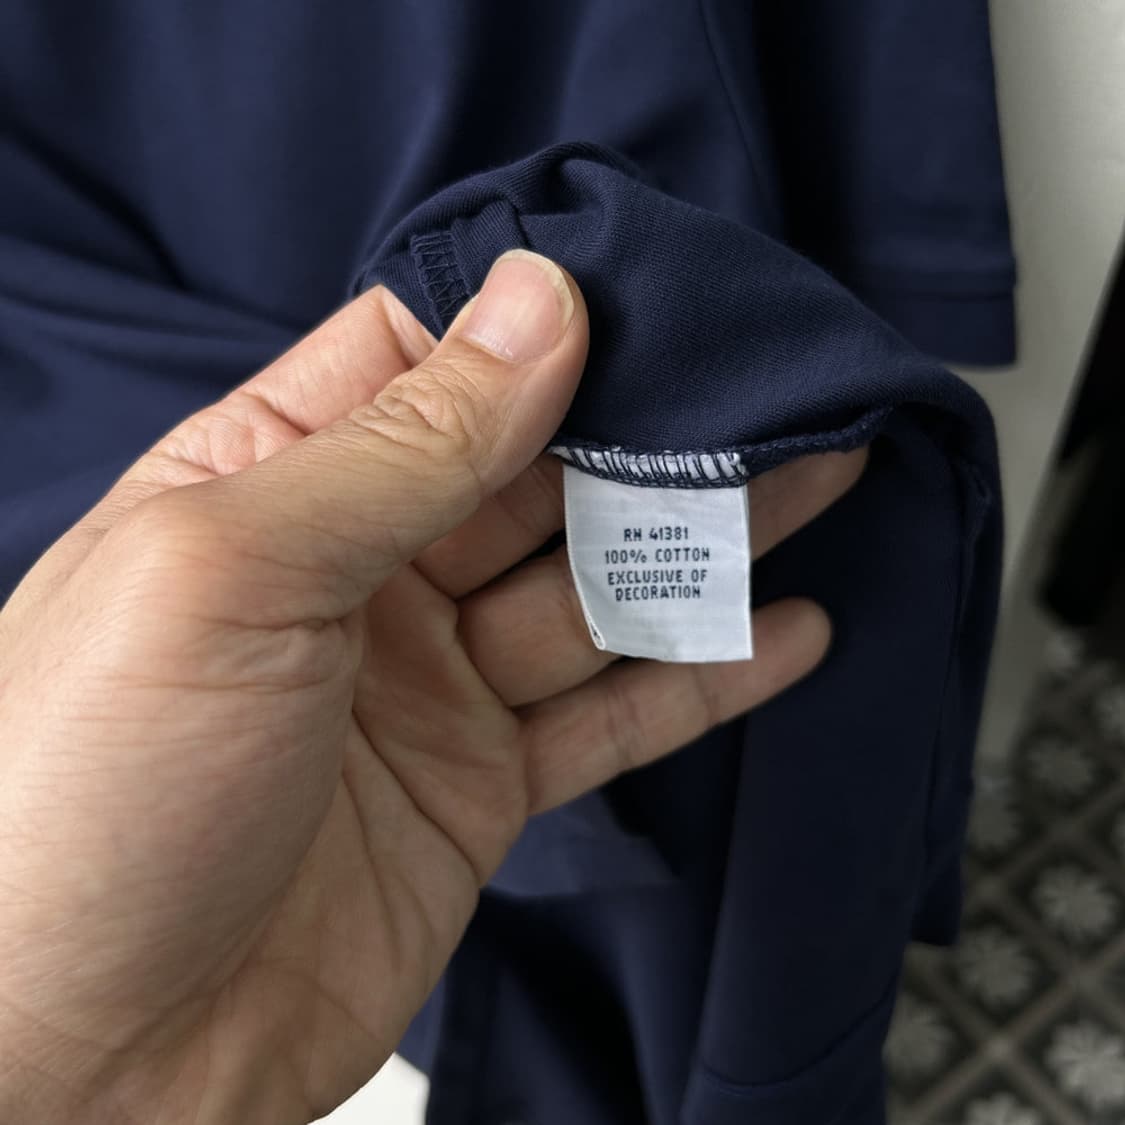 RN 41381
100% COTTON
EXCLUSIVE OF
DECORATION